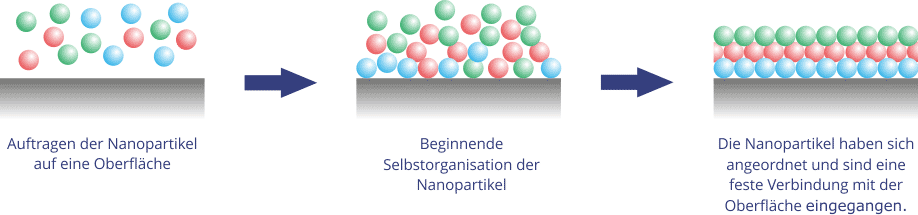 Auftragen der Nanopartikel
auf eine Oberfläche
Beginnende
Selbstorganisation der
Nanopartikel
Die Nanopartikel haben sich
angeordnet und sind eine
feste Verbindung mit der
Oberfläche eingegangen.